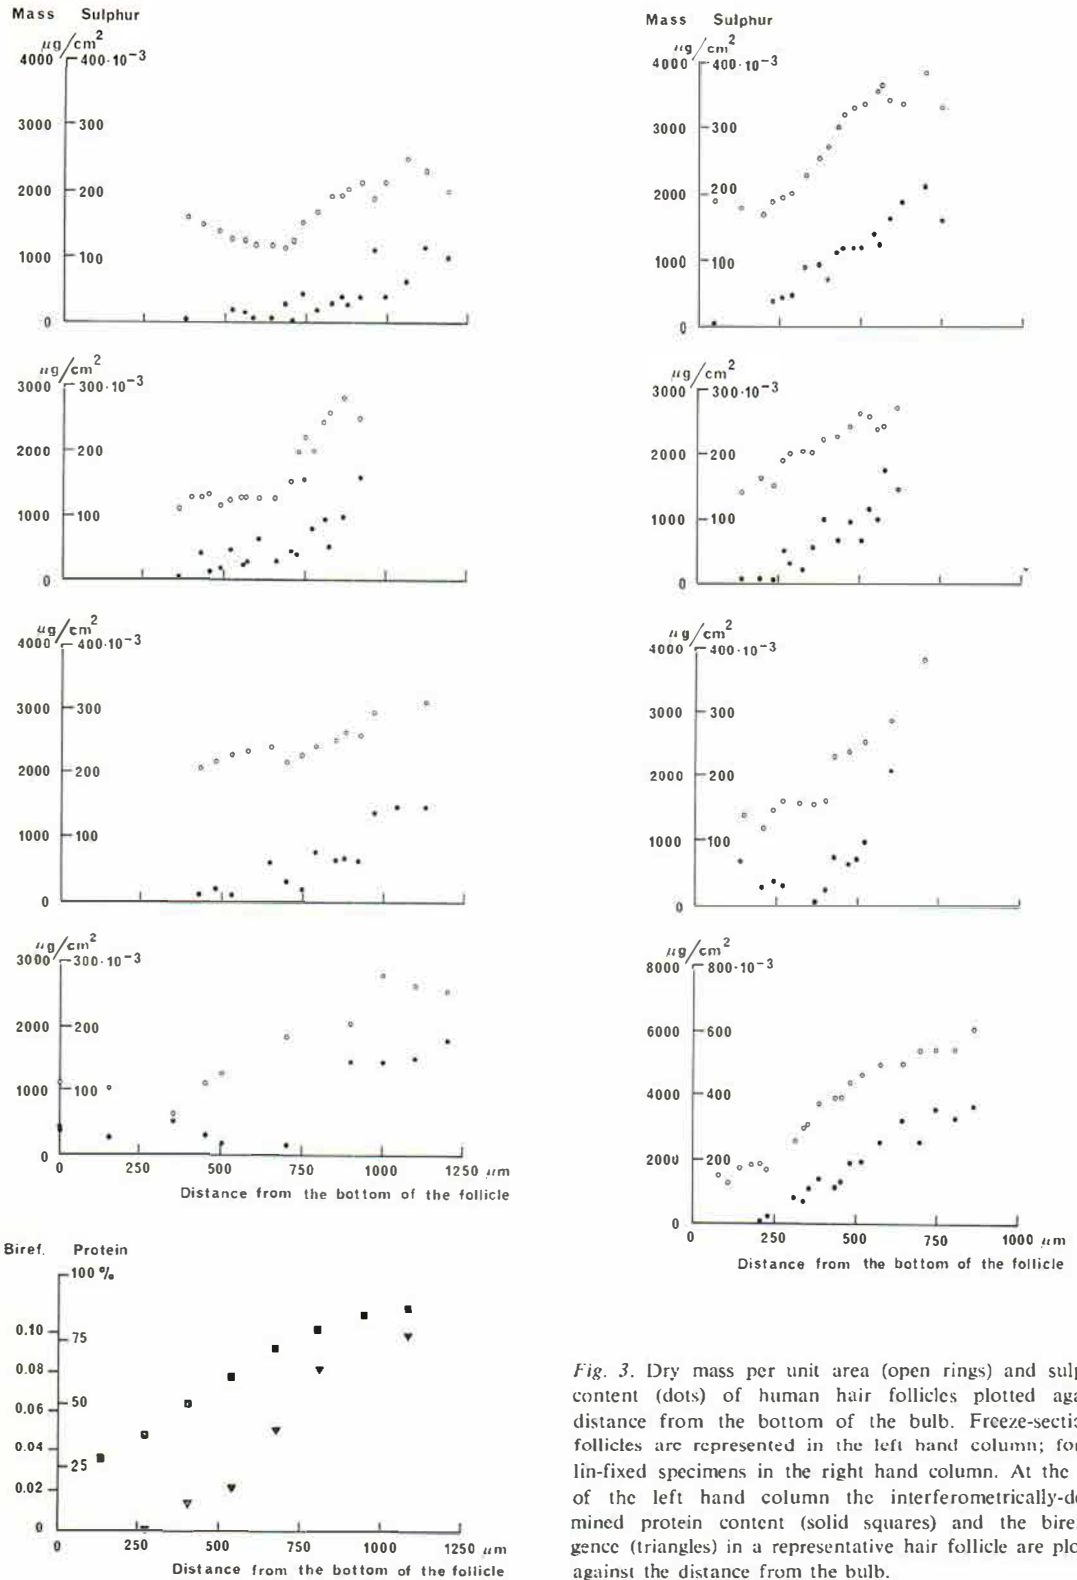 Mass Sulphur
µg/cm2
4000 400·10−3
3000 300
2000 200
1000 100
0
µg/cm2
3000 300·10−3
2000 200
1000 100
0
µg/cm2
4000 400·10−3
3000 300
2000 200
1000 100
0
µg/cm2
3000 300·10−3
2000 200
1000 100
0
0 250 500 750 1000 1250 µm
Distance from the bottom of the follicle
Biref. Protein
100 %
0.10 75
0.08
0.06 50
0.04
25
0.02
0
0 250 500 750 1000 1250 µm
Distance from the bottom of the follicle
Mass Sulphur
µg/cm2
4000 400·10−3
3000 300
2000 200
1000 100
0
µg/cm2
3000 300·10−3
2000 200
1000 100
0
µg/cm2
4000 400·10−3
3000 300
2000 200
1000 100
0
µg/cm2
8000 800·10−3
6000 600
4000 400
2000 200
0
0 250 500 750 1000 µm
Distance from the bottom of the follicle
Fig. 3. Dry mass per unit area (open rings) and sulp
content (dots) of human hair follicles plotted aga
distance from the bottom of the bulb. Freeze-sectio
follicles are represented in the left hand column; for
lin-fixed specimens in the right hand column. At the
of the left hand column the interferometrically-de
mined protein content (solid squares) and the biref
gence (triangles) in a representative hair follicle are plo
against the distance from the bulb.